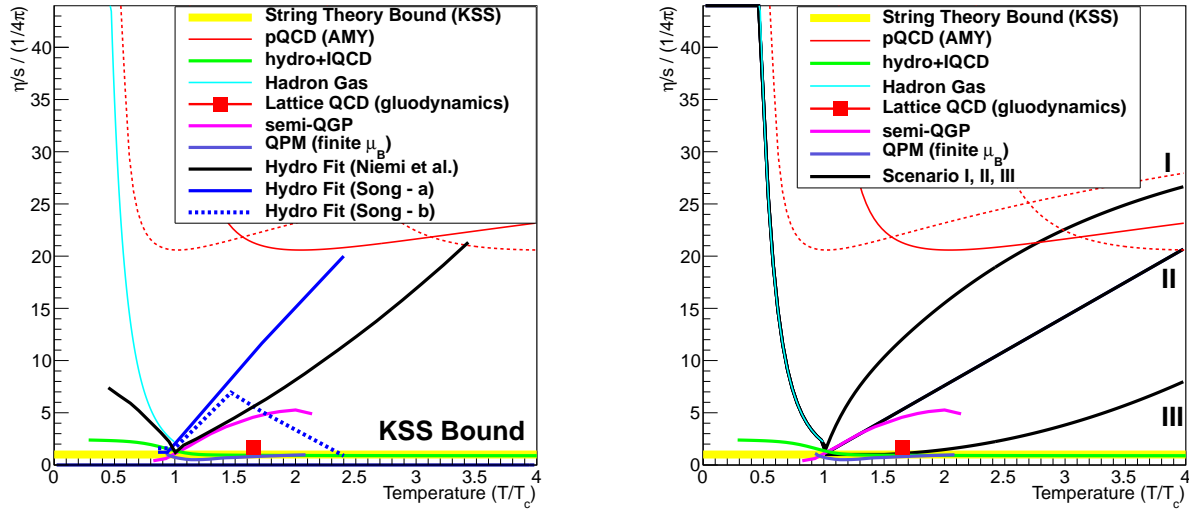 η/s / (1/4π)
40
35
30
25
20
15
10
5
0
String Theory Bound (KSS)
pQCD (AMY)
hydro+lQCD
Hadron Gas
Lattice QCD (gluodynamics)
semi-QGP
QPM (finite μB)
Hydro Fit (Niemi et al.)
Hydro Fit (Song - a)
Hydro Fit (Song - b)
KSS Bound
0 0.5 1 1.5 2 2.5 3 3.5 4
Temperature (T/Tc)
η/s / (1/4π)
40
35
30
25
20
15
10
5
0
String Theory Bound (KSS)
pQCD (AMY)
hydro+lQCD
Hadron Gas
Lattice QCD (gluodynamics)
semi-QGP
QPM (finite μB)
Scenario I, II, III
I
II
III
0 0.5 1 1.5 2 2.5 3 3.5 4
Temperature (T/Tc)